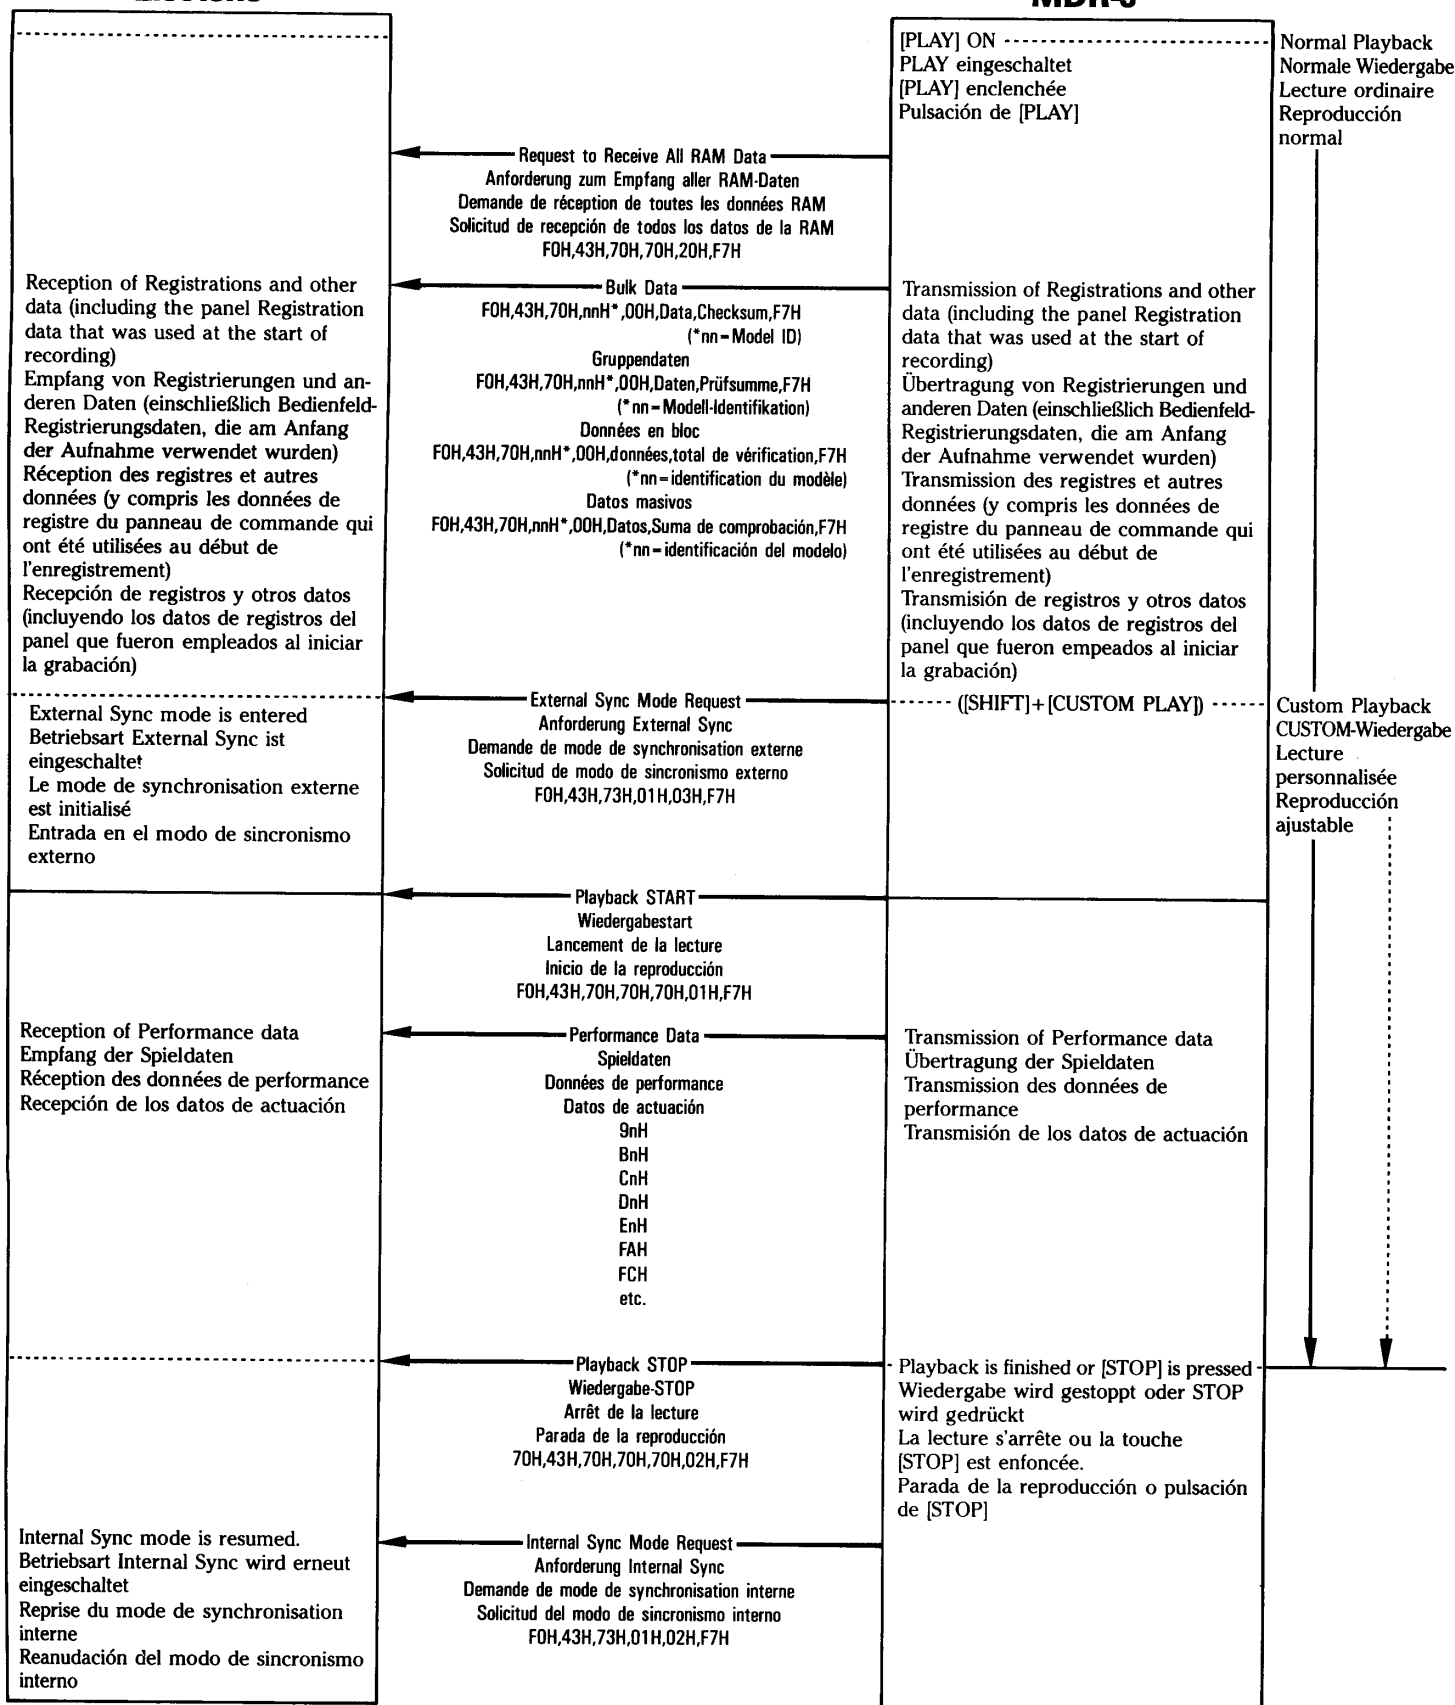 [PLAY] ON
PLAY eingeschaltet
[PLAY] enclenchée
Pulsación de [PLAY]
Normal Playback
Normale Wiedergabe
Lecture ordinaire
Reproducción
normal
Request to Receive All RAM Data
Anforderung zum Empfang aller RAM-Daten
Demande de réception de toutes les données RAM
Solicitud de recepción de todos los datos de la RAM
F0H,43H,70H,70H,20H,F7H
Reception of Registrations and other
data (including the panel Registration
data that was used at the start of
recording)
Empfang von Registrierungen und an-
deren Daten (einschließlich Bedienfeld-
Registrierungsdaten, die am Anfang
der Aufnahme verwendet wurden)
Réception des registres et autres
données (y compris les données de
registre du panneau de commande qui
ont été utilisées au début de
l'enregistrement)
Recepción de registros y otros datos
(incluyendo los datos de registros del
panel que fueron empleados al iniciar
la grabación)
Bulk Data
F0H,43H,70H,nnH*,00H,Data,Checksum,F7H
(*nn=Model ID)
Gruppendaten
F0H,43H,70H,nnH*,00H,Daten,Prüfsumme,F7H
(*nn=Modell-Identifikation)
Données en bloc
F0H,43H,70H,nnH*,00H,données,total de vérification,F7H
(*nn=identification du modèle)
Datos masivos
F0H,43H,70H,nnH*,00H,Datos,Suma de comprobación,F7H
(*nn=identificación del modelo)
Transmission of Registrations and other
data (including the panel Registration
data that was used at the start of
recording)
Übertragung von Registrierungen und
anderen Daten (einschließlich Bedienfeld-
Registrierungsdaten, die am Anfang
der Aufnahme verwendet wurden)
Transmission des registres et autres
données (y compris les données de
registre du panneau de commande qui
ont été utilisées au début de
l'enregistrement)
Transmisión de registros y otros datos
(incluyendo los datos de registros del
panel que fueron empeados al iniciar
la grabación)
External Sync mode is entered
Betriebsart External Sync ist
eingeschaltet
Le mode de synchronisation externe
est initialisé
Entrada en el modo de sincronismo
externo
External Sync Mode Request
Anforderung External Sync
Demande de mode de synchronisation externe
Solicitud de modo de sincronismo externo
F0H,43H,73H,01H,03H,F7H
([SHIFT]+[CUSTOM PLAY])
Custom Playback
CUSTOM-Wiedergabe
Lecture
personnalisée
Reproducción
ajustable
Playback START
Wiedergabestart
Lancement de la lecture
Inicio de la reproducción
F0H,43H,70H,70H,70H,01H,F7H
Reception of Performance data
Empfang der Spieldaten
Réception des données de performance
Recepción de los datos de actuación
Performance Data
Spieldaten
Données de performance
Datos de actuación
9nH
BnH
CnH
DnH
EnH
FAH
FCH
etc.
Transmission of Performance data
Übertragung der Spieldaten
Transmission des données de
performance
Transmisión de los datos de actuación
Playback STOP
Wiedergabe-STOP
Arrêt de la lecture
Parada de la reproducción
70H,43H,70H,70H,70H,02H,F7H
Playback is finished or [STOP] is pressed
Wiedergabe wird gestoppt oder STOP
wird gedrückt
La lecture s'arrête ou la touche
[STOP] est enfoncée.
Parada de la reproducción o pulsación
de [STOP]
Internal Sync mode is resumed.
Betriebsart Internal Sync wird erneut
eingeschaltet
Reprise du mode de synchronisation
interne
Reanudación del modo de sincronismo
interno
Internal Sync Mode Request
Anforderung Internal Sync
Demande de mode de synchronisation interne
Solicitud del modo de sincronismo interno
F0H,43H,73H,01H,02H,F7H